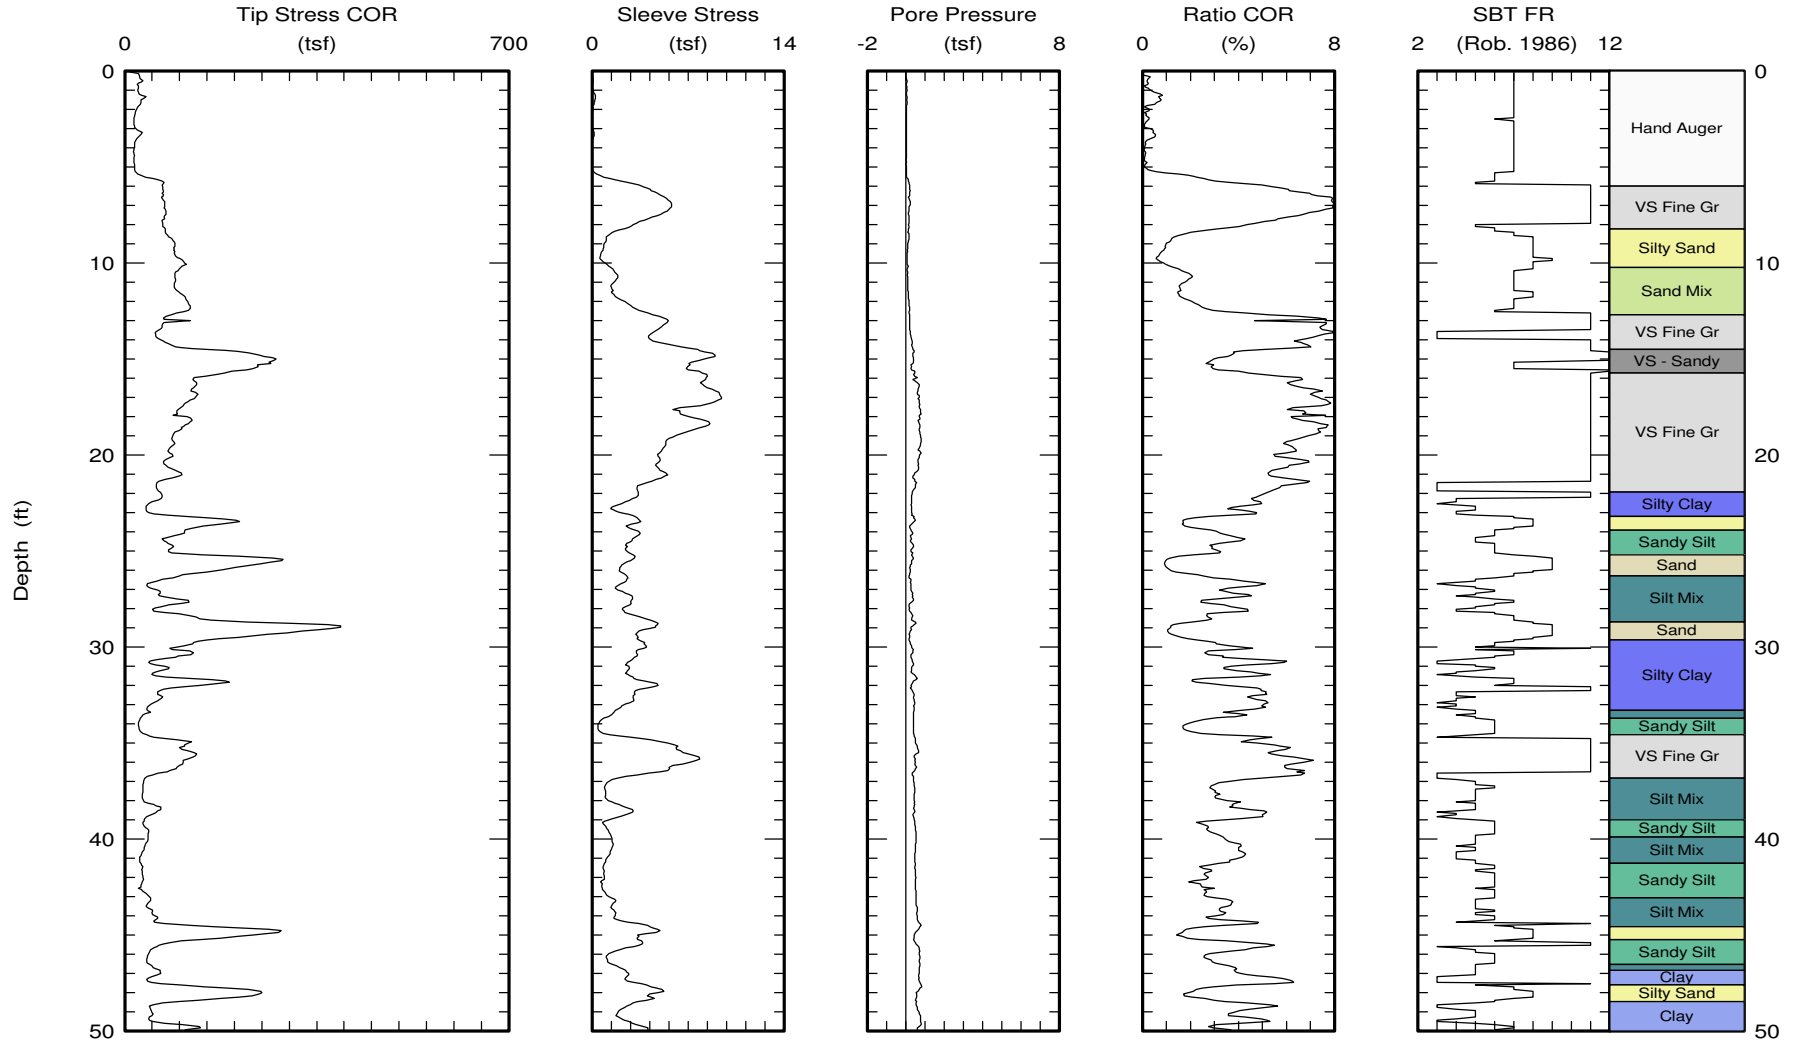 Tip Stress COR Sleeve Stress Pore Pressure Ratio COR SBT FR
0 (tsf) 700 0 (tsf) 14 -2 (tsf) 8 0 (%) 8 2 (Rob. 1986) 12
0 0
Hand Auger
VS Fine Gr
Silty Sand
10 10
Sand Mix
VS Fine Gr
VS - Sandy
VS Fine Gr
20 20
Silty Clay
Depth (ft)
Sandy Silt
Sand
Silt Mix
Sand
30 30
Silty Clay
Sandy Silt
VS Fine Gr
Silt Mix
Sandy Silt
40 40
Silt Mix
Sandy Silt
Silt Mix
Sandy Silt
Clay
Silty Sand
Clay
50 50